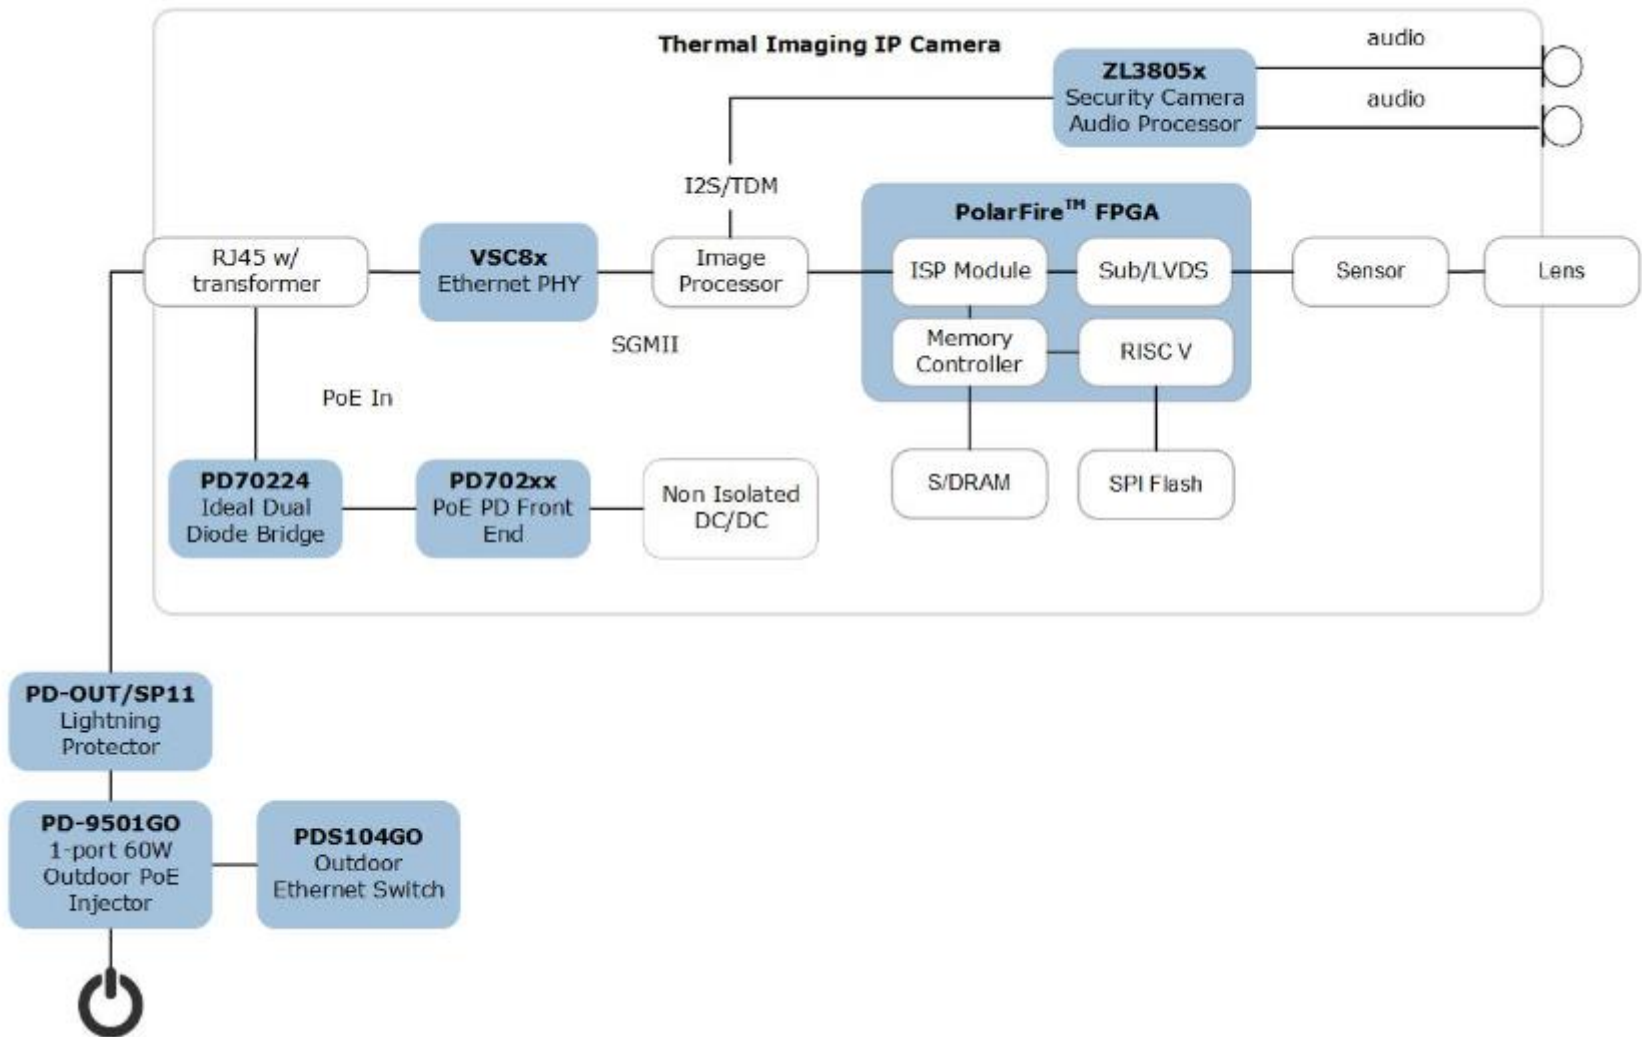 Thermal Imaging IP Camera
audio
ZL3805x
Security Camera
Audio Processor
audio
I2S/TDM
PolarFire™ FPGA
RJ45 w/
transformer
VSC8x
Ethernet PHY
Image
Processor
ISP Module
Sub/LVDS
Sensor
Lens
SGMII
Memory
Controller
RISC V
PoE In
PD70224
Ideal Dual
Diode Bridge
PD702xx
PoE PD Front
End
Non Isolated
DC/DC
S/DRAM
SPI Flash
PD-OUT/SP11
Lightning
Protector
PD-9501GO
1-port 60W
Outdoor PoE
Injector
PDS104GO
Outdoor
Ethernet Switch